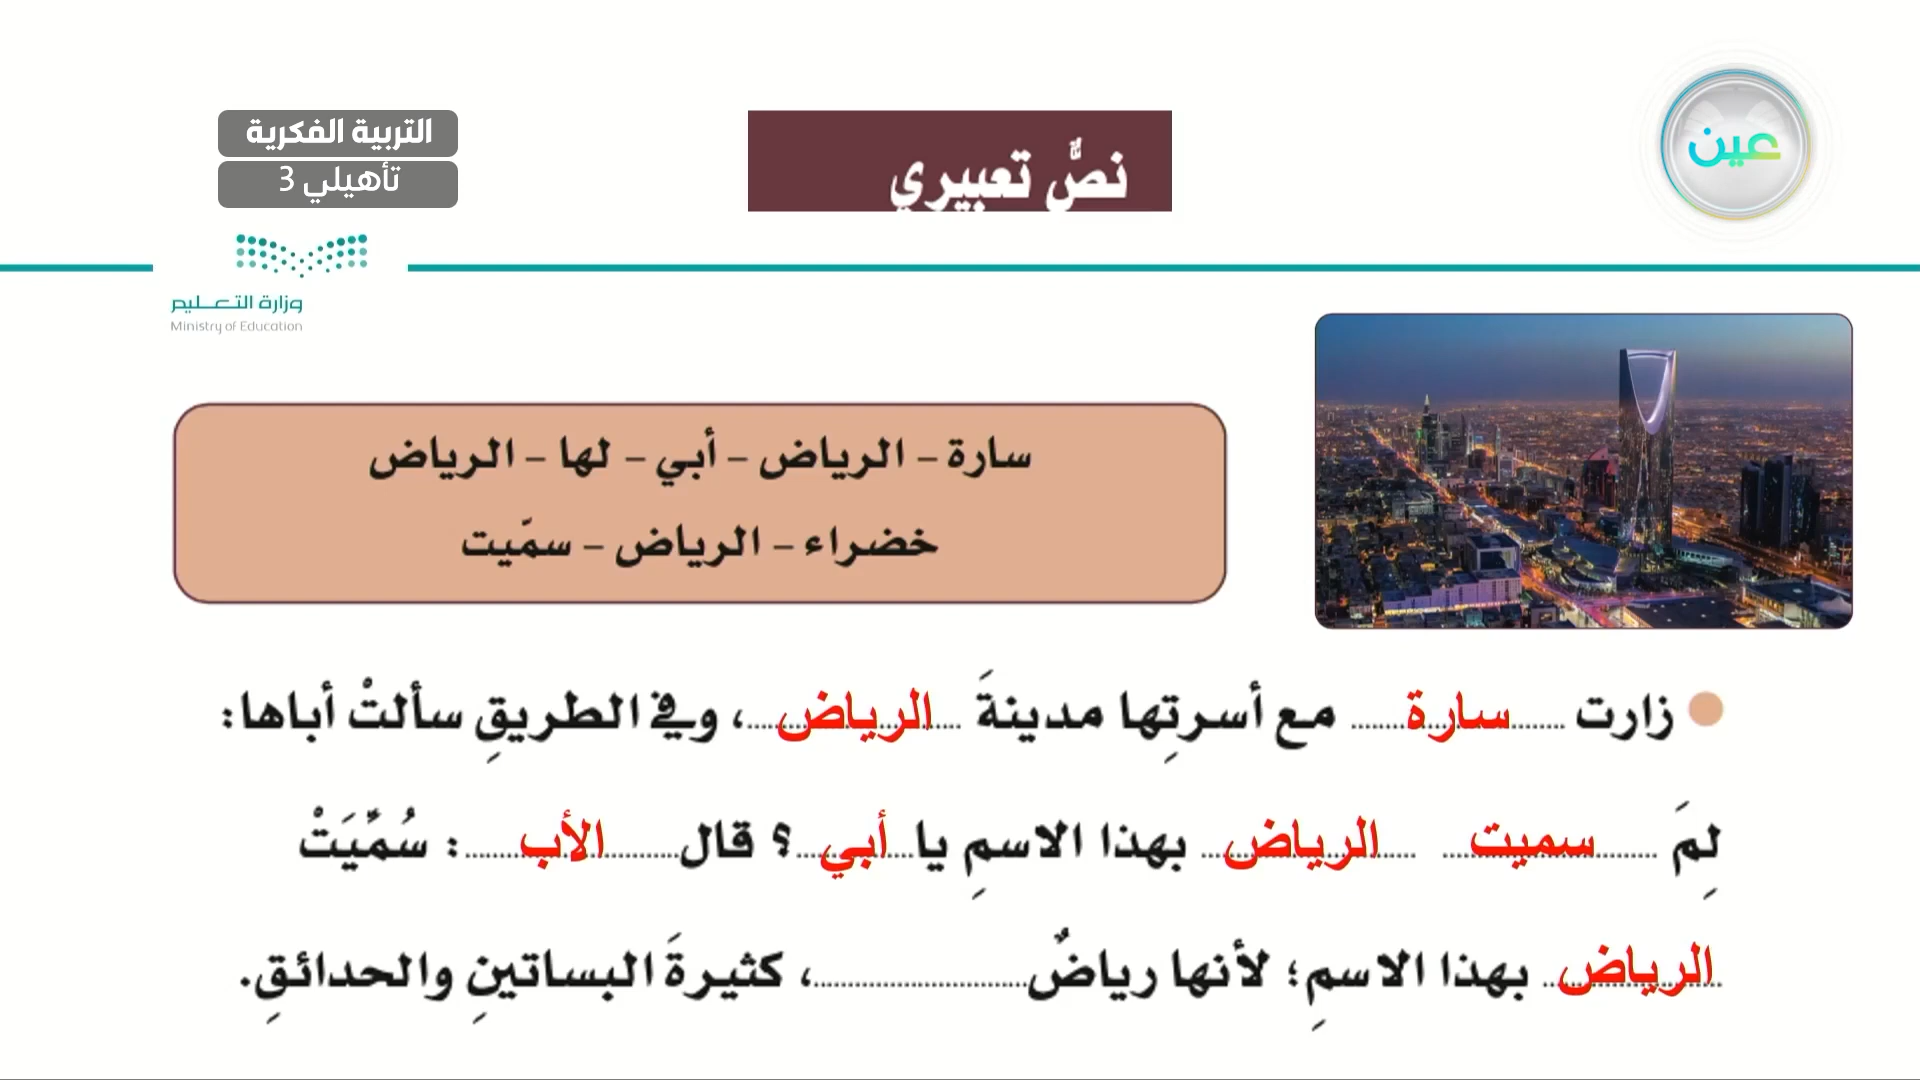 عين
نصٌّ تعبيري
التربية الفكرية
تأهيلي 3
وزارة التعليم
Ministry of Education
سارة – الرياض – أبي – لها – الرياض
خضراء – الرياض – سمّيت
زارت ........سارة........ مع أسرتِها مدينةَ ........الرياض........، وفي الطريقِ سألتْ أباها:
لِمَ ........سميت........ ........الرياض........ بهذا الاسمِ يا ........أبي........؟ قال ........الأب........: سُمِّيَتْ
........الرياض........ بهذا الاسمِ؛ لأنها رياضٌ ................، كثيرةَ البساتينِ والحدائقِ.